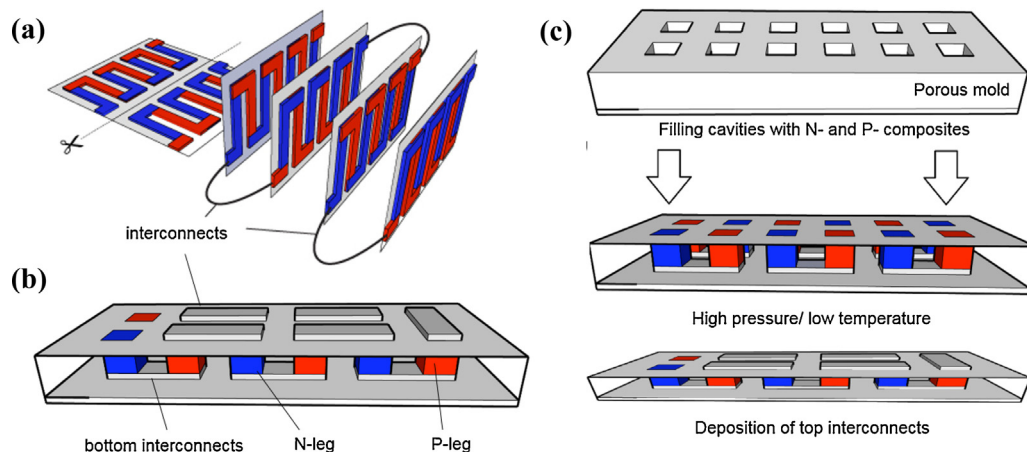 (a)
interconnects
(b)
bottom interconnects
N-leg
P-leg
(c)
Porous mold
Filling cavities with N- and P- composites
High pressure/ low temperature
Deposition of top interconnects